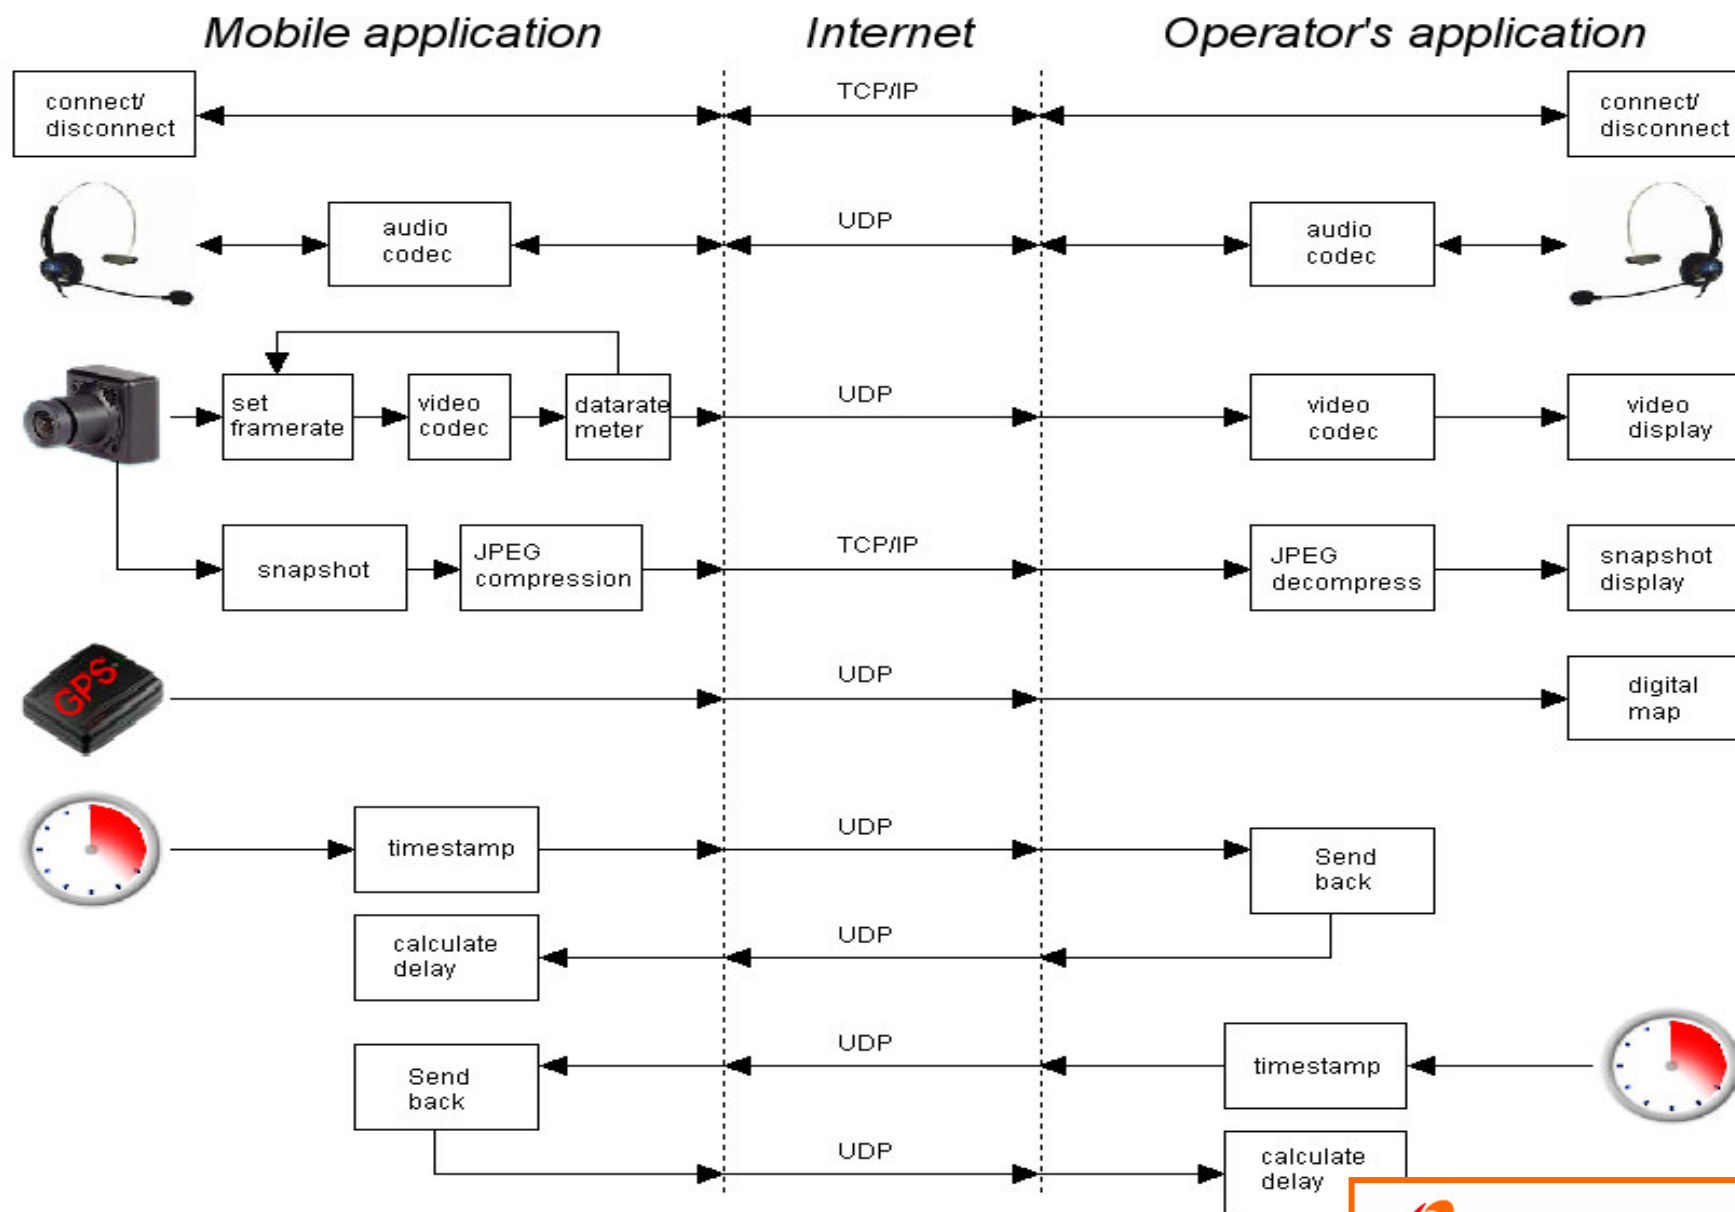 Mobile application
Internet
Operator's application
connect/
disconnect
TCP/IP
connect/
disconnect
audio
codec
UDP
audio
codec
set
framerate
video
codec
datarate
meter
UDP
video
codec
video
display
snapshot
JPEG
compression
TCP/IP
JPEG
decompress
snapshot
display
GPS
UDP
digital
map
timestamp
UDP
Send
back
calculate
delay
UDP
Send
back
UDP
timestamp
UDP
calculate
delay